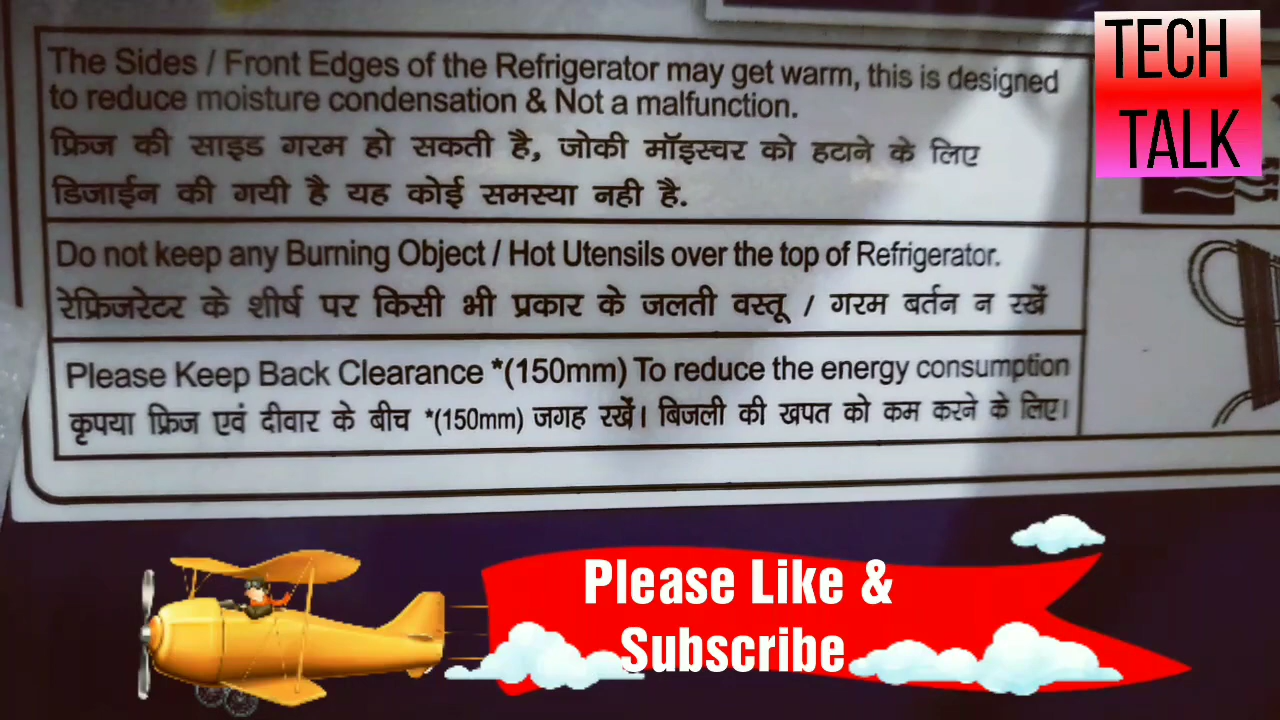 The Sides / Front Edges of the Refrigerator may get warm, this is designed
to reduce moisture condensation & Not a malfunction.
फ्रिज की साइड गरम हो सकती है, जोकी मॉइस्चर को हटाने के लिए
डिजाईन की गयी है यह कोई समस्या नही है.
Do not keep any Burning Object / Hot Utensils over the top of Refrigerator.
रेफ्रिजरेटर के शीर्ष पर किसी भी प्रकार के जलती वस्तू / गरम बर्तन न रखें
Please Keep Back Clearance *(150mm) To reduce the energy consumption
कृपया फ्रिज एवं दीवार के बीच *(150mm) जगह रखें। बिजली की खपत को कम करने के लिए।
TECH
TALK
Please Like &
Subscribe